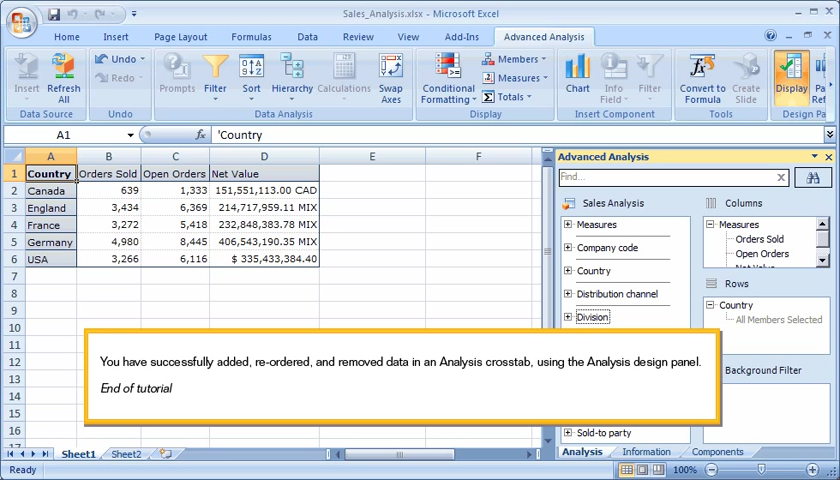 Sales_Analysis.xlsx - Microsoft Excel
Home Insert Page Layout Formulas Data Review View Add-Ins Advanced Analysis
Insert Refresh All
Data Source
Undo
Redo
Undo
Prompts Filter Sort Hierarchy Calculations Swap Axes
Data Analysis
Conditional Formatting
Members
Measures
Totals
Display
Chart Info Field Create Filter
Insert Component
Convert to Formula Create Slide
Tools
Display
Design Pa
A1 fx 'Country
A B C D E F
1 Country Orders Sold Open Orders Net Value
2 Canada 639 1,333 151,551,113.00 CAD
3 England 3,434 6,369 214,717,959.11 MIX
4 France 3,272 5,418 232,848,383.78 MIX
5 Germany 4,980 8,445 406,543,190.35 MIX
6 USA 3,266 6,116 $ 335,433,384.40
7
8
9
10
11
12
13
14
15
16
Advanced Analysis
Find...
Sales Analysis
Measures
Company code
Country
Distribution channel
Division
Sold-to party
Columns
Measures
Orders Sold
Open Orders
Net Value
Rows
Country
All Members Selected
Background Filter
You have successfully added, re-ordered, and removed data in an Analysis crosstab, using the Analysis design panel.
End of tutorial
Sheet1 Sheet2
Analysis Information Components
Ready 100%